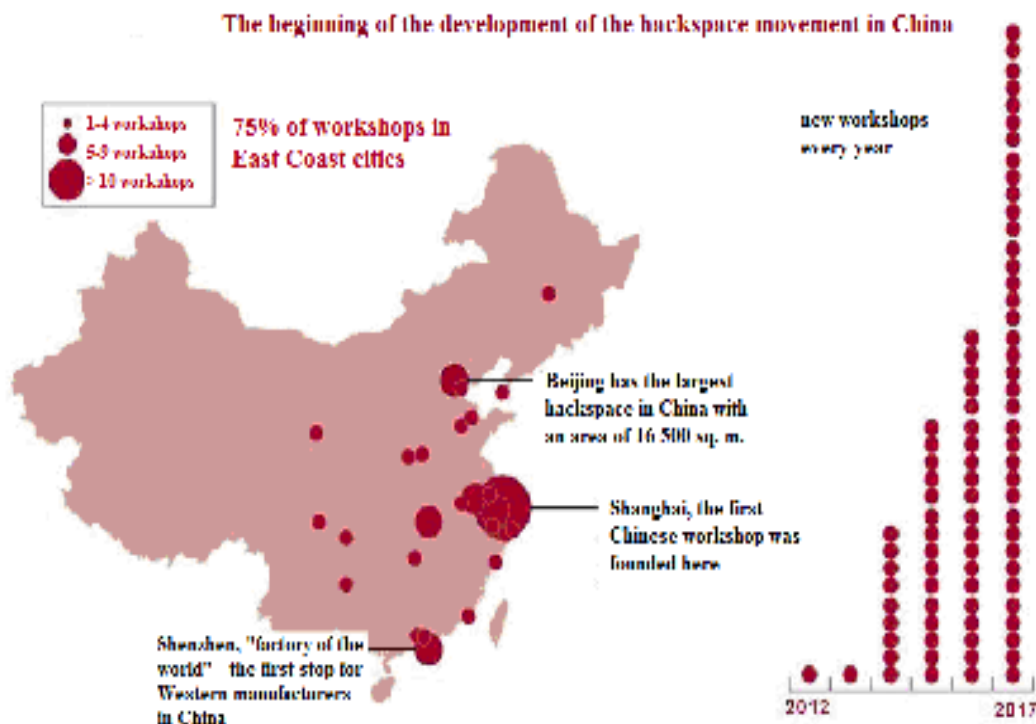 The beginning of the development of the hackspace movement in China
1-4 workshops
5-9 workshops
> 10 workshops
75% of workshops in
East Coast cities
new workshops
every year
Beijing has the largest
hackspace in China with
an area of 16 500 sq. m.
Shanghai, the first
Chinese workshop was
founded here
Shenzhen, "factory of the
world" the first stop for
Western manufacturers
in China
2012